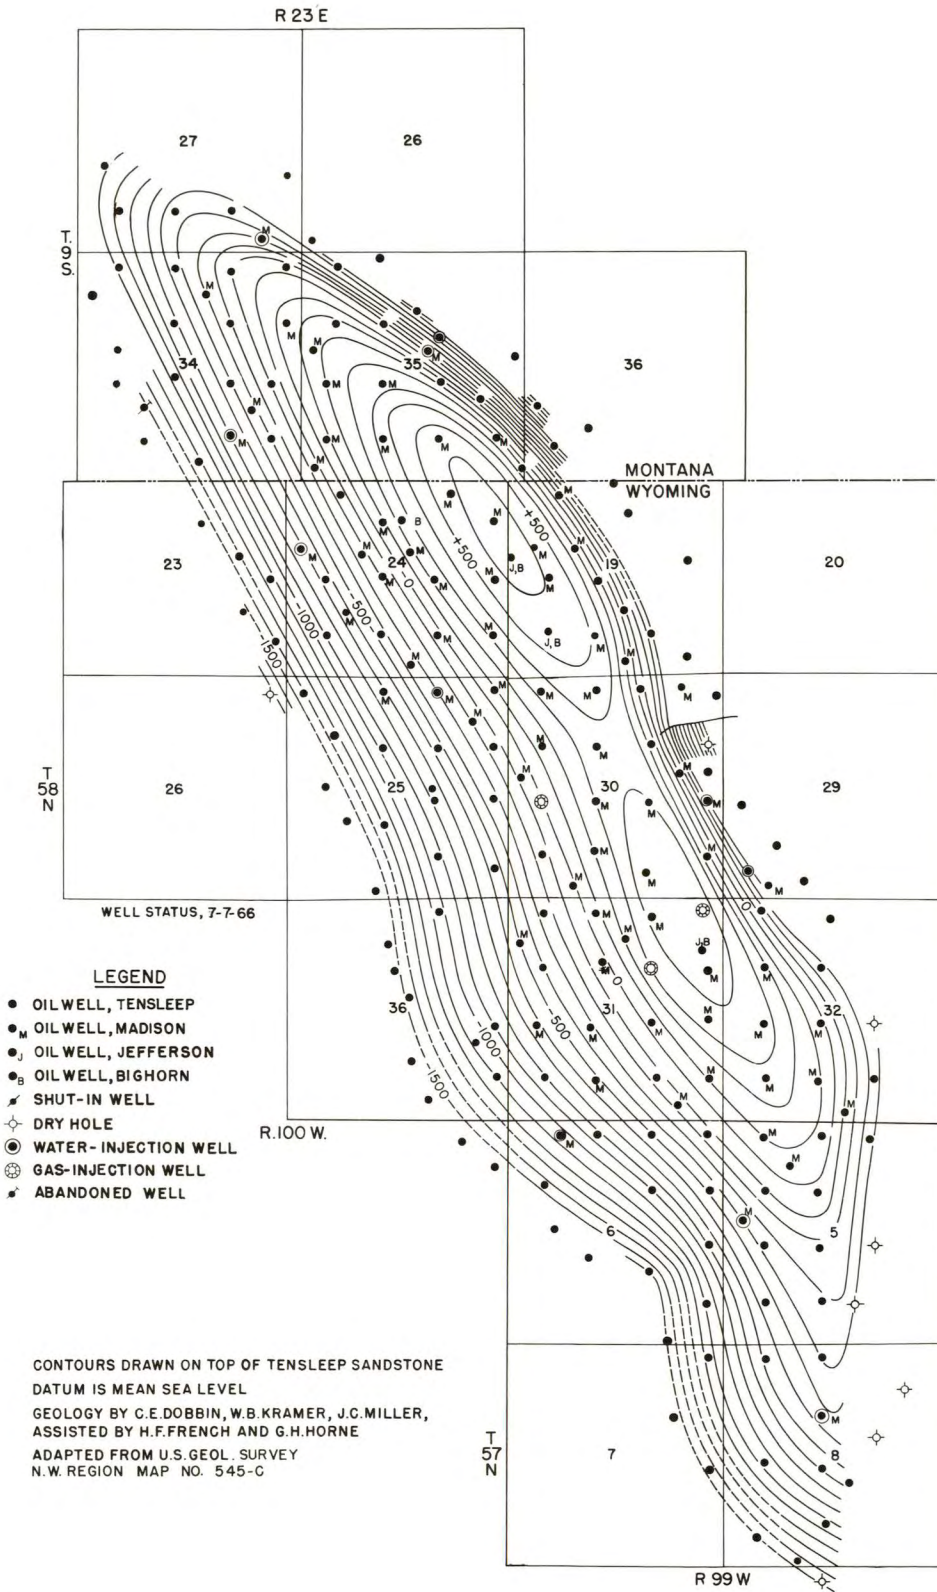 R 23 E
27
26
T.
9
S.
34
35
36
MONTANA
WYOMING
+500
+500
23
24
19
20
0
-500
-1000
-1500
T
58
N
26
25
30
29
0
WELL STATUS, 7-7-66
LEGEND
OIL WELL, TENSLEEP
M OIL WELL, MADISON
J OIL WELL, JEFFERSON
B OIL WELL, BIGHORN
SHUT-IN WELL
DRY HOLE
WATER-INJECTION WELL
GAS-INJECTION WELL
ABANDONED WELL
B
J,B
J,B
J,B
M
36
31
32
0
-500
-1000
-1500
R.100 W.
6
5
CONTOURS DRAWN ON TOP OF TENSLEEP SANDSTONE
DATUM IS MEAN SEA LEVEL
GEOLOGY BY C.E.DOBBIN, W.B.KRAMER, J.C.MILLER,
ASSISTED BY H.F.FRENCH AND G.H.HORNE
ADAPTED FROM U.S.GEOL. SURVEY
N.W. REGION MAP NO. 545-C
T
57
N
7
8
R 99 W